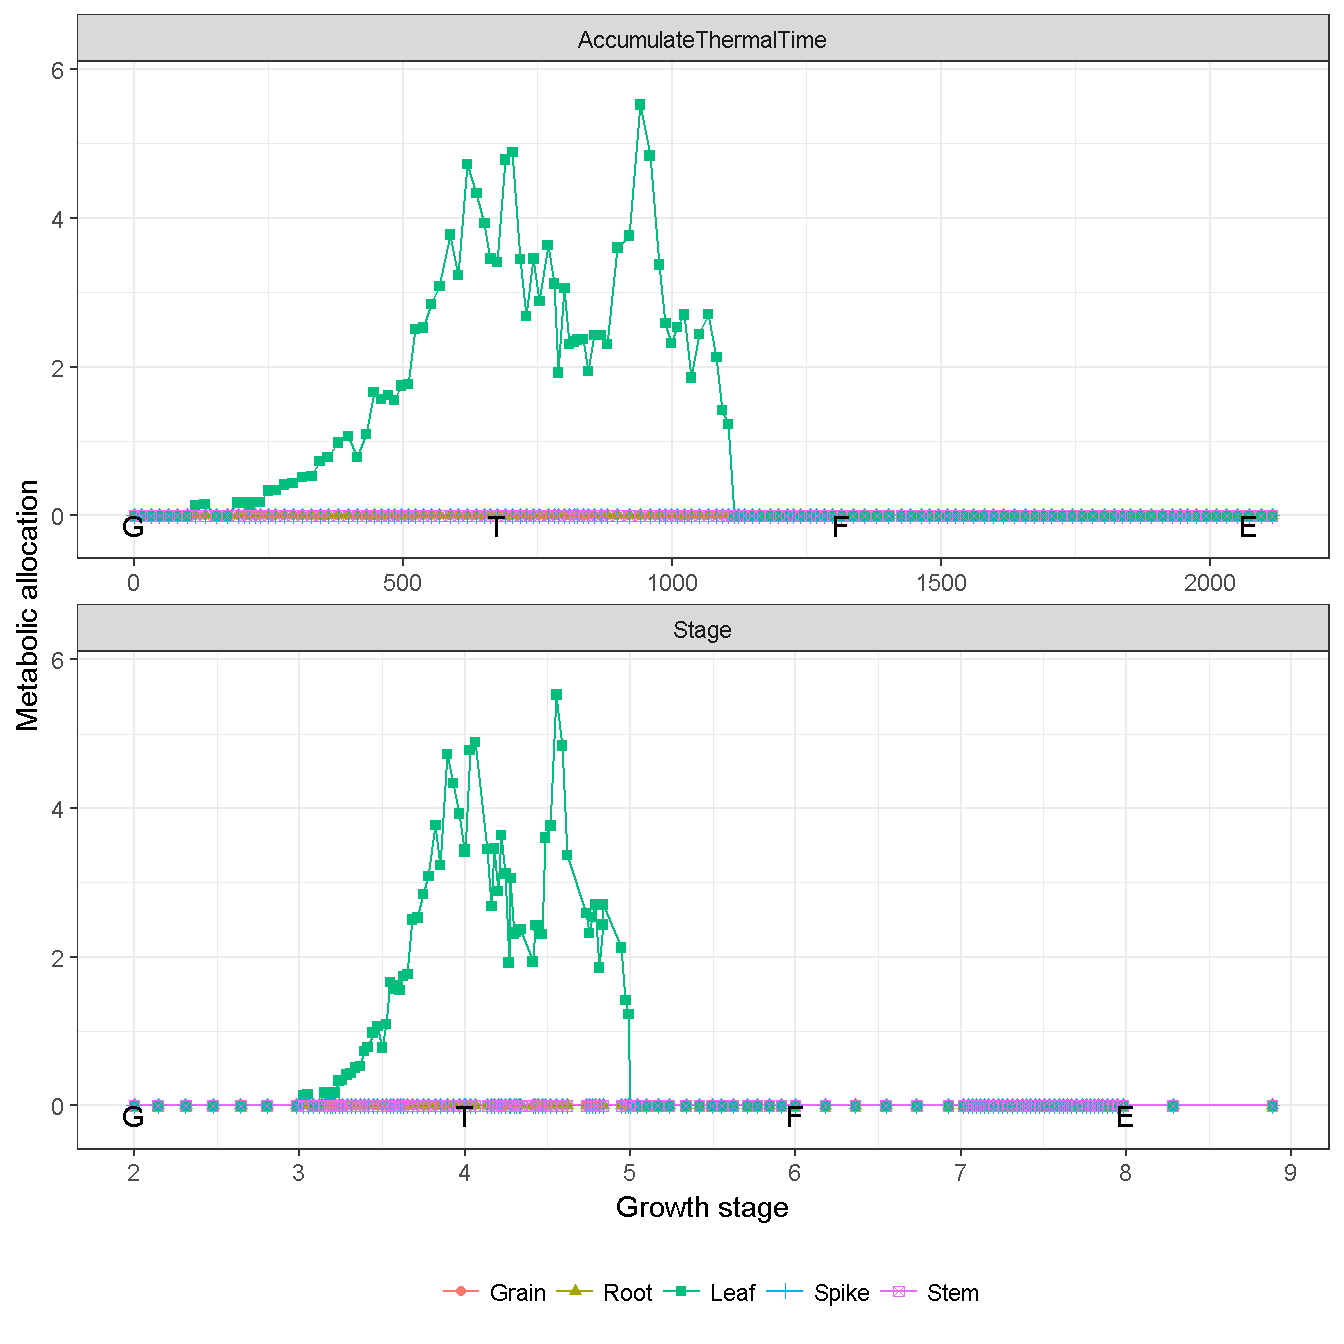 AccumulateThermalTime
6
4
2
0
G T F E
0 500 1000 1500 2000
Metabolic allocation
Stage
6
4
2
0
G T F E
2 3 4 5 6 7 8 9
Growth stage
Grain Root Leaf Spike Stem